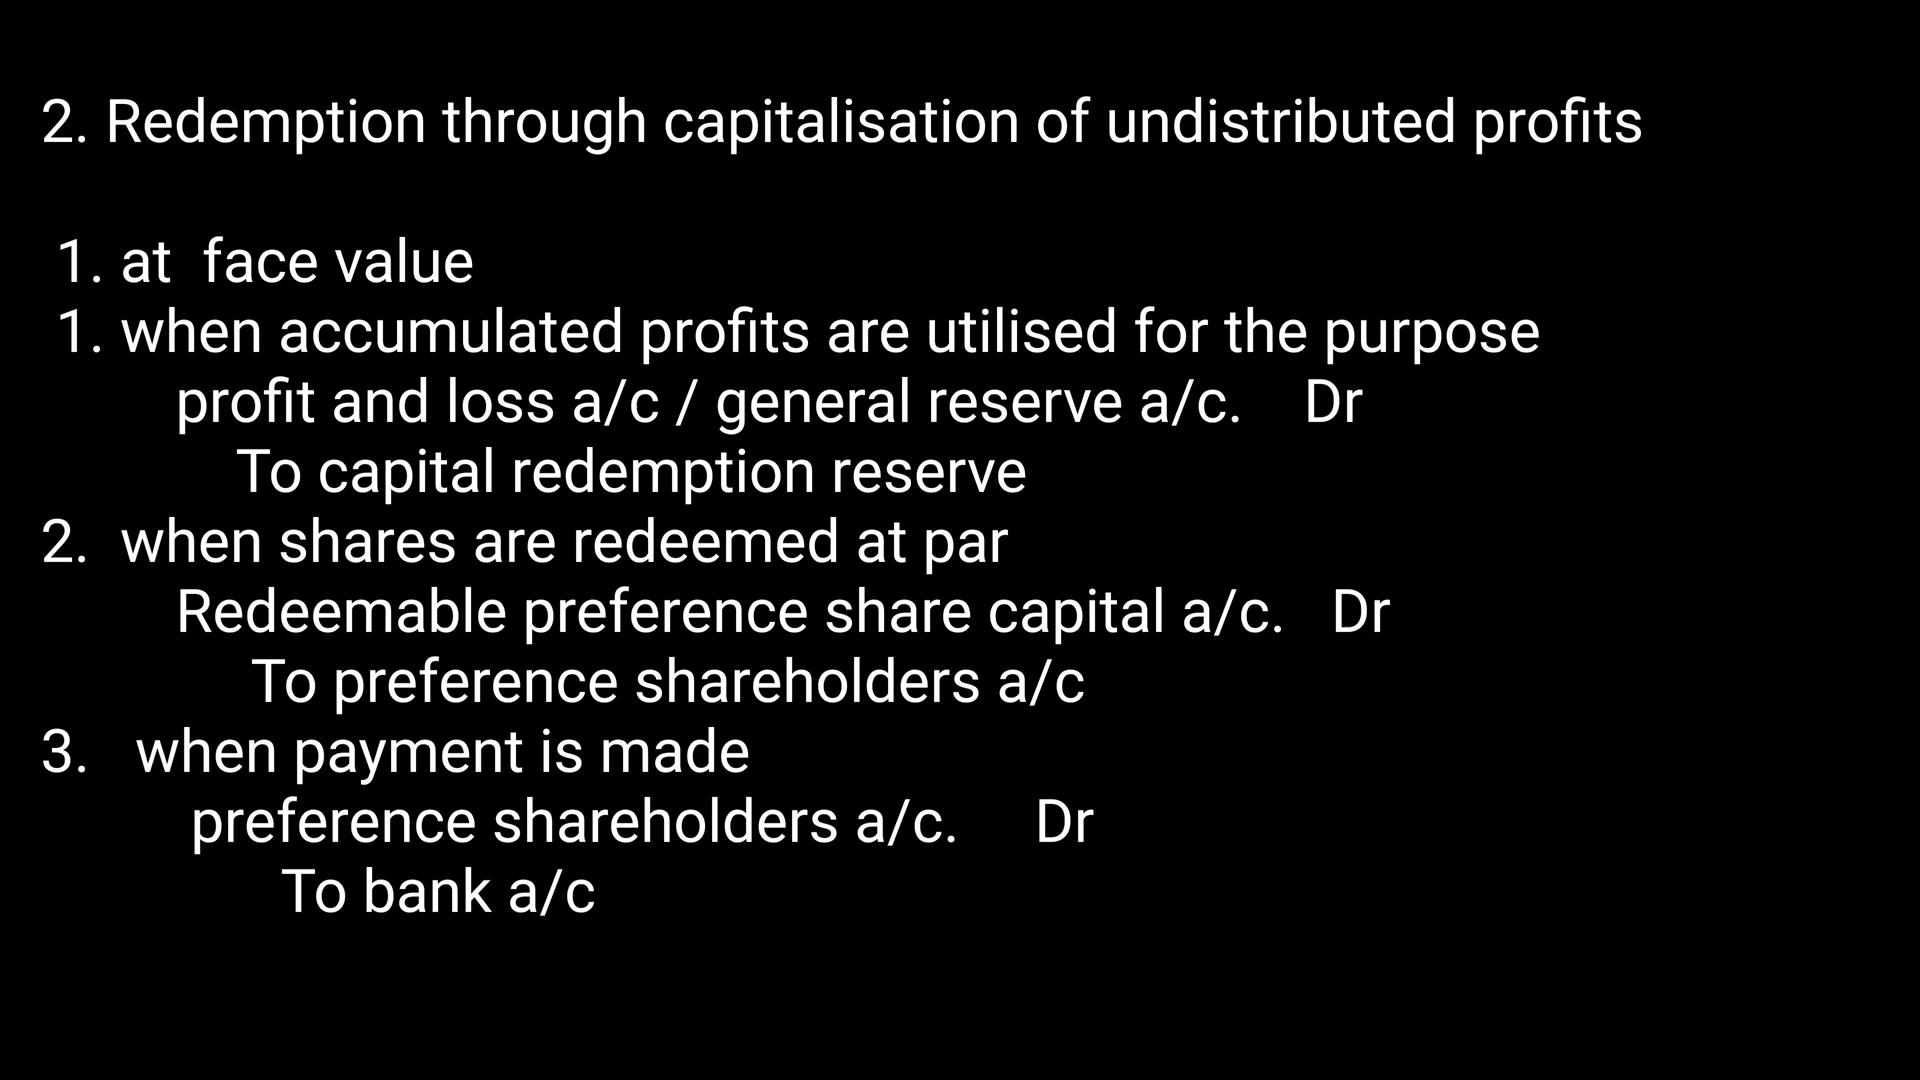 2. Redemption through capitalisation of undistributed profits
1. at  face value
1. when accumulated profits are utilised for the purpose
profit and loss a/c / general reserve a/c.    Dr
To capital redemption reserve
2.  when shares are redeemed at par
Redeemable preference share capital a/c.   Dr
To preference shareholders a/c
3.   when payment is made
preference shareholders a/c.     Dr
To bank a/c